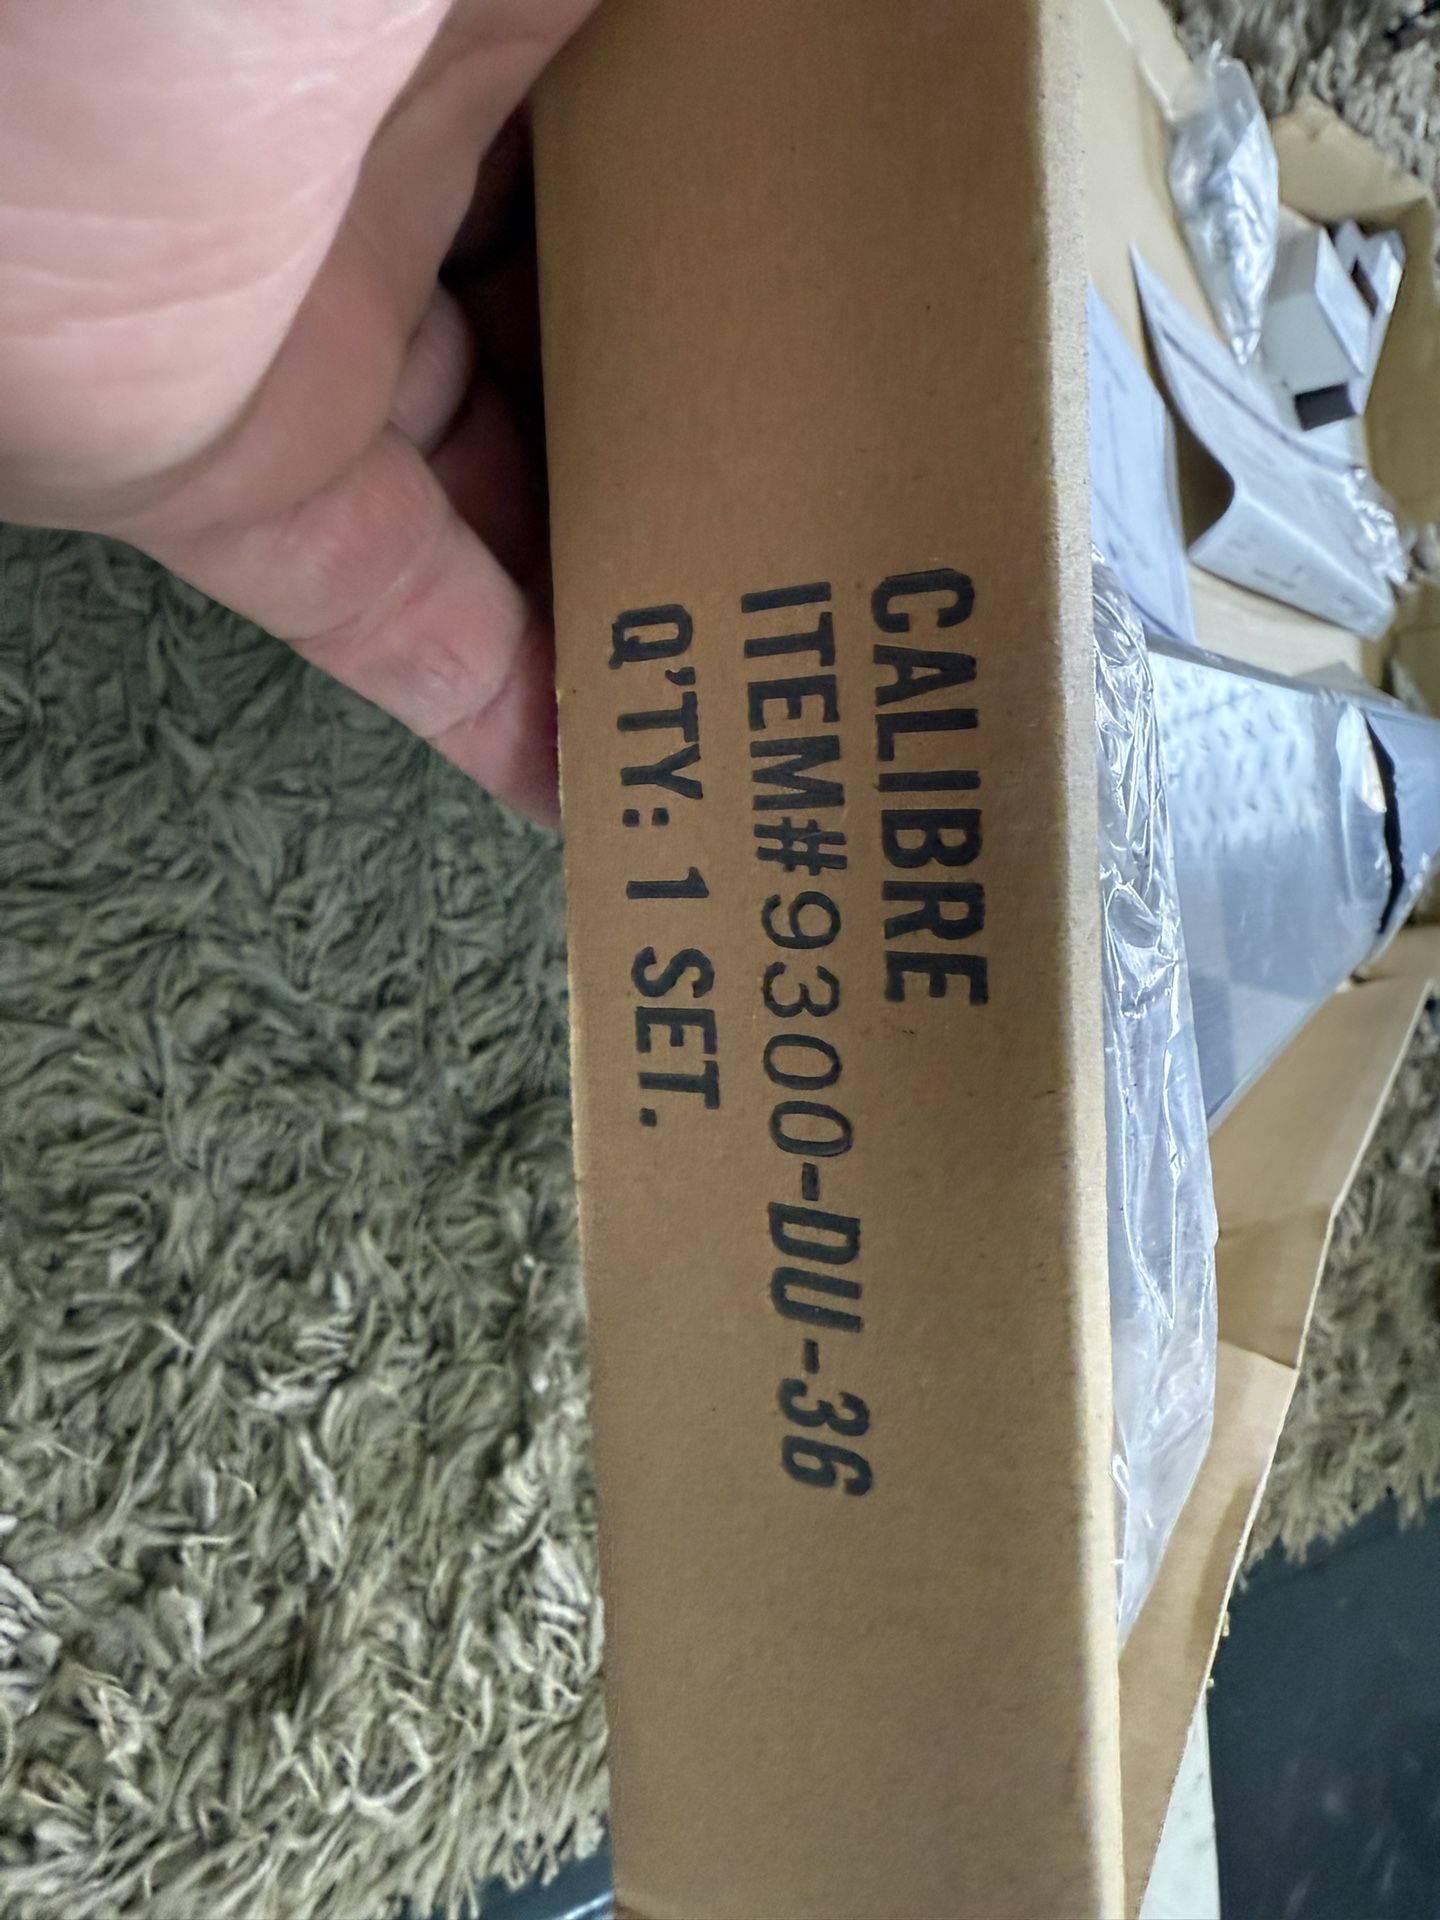 CALIBRE
ITEM#9300-DU-36
Q'TY: 1 SET.